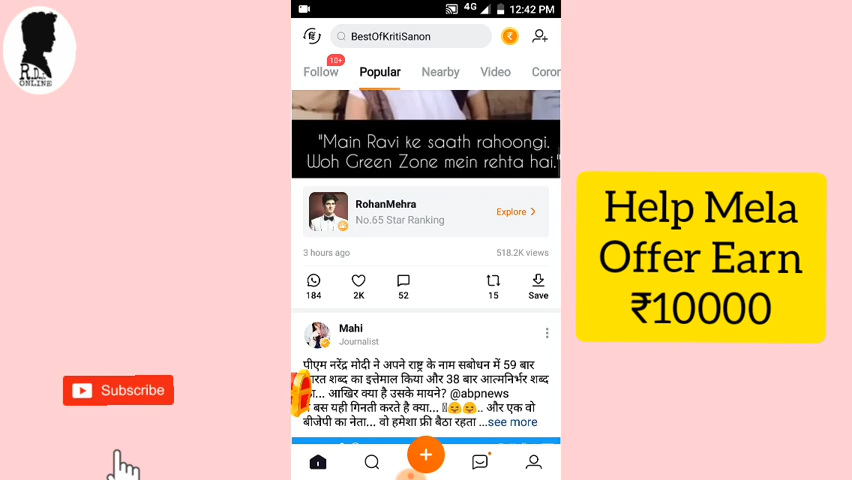 4G 12:42 PM
BestOfKritiSanon
10+
Follow Popular Nearby Video Coron
"Main Ravi ke saath rahoongi.
Woh Green Zone mein rehta hai."
RohanMehra
No.65 Star Ranking
Explore >
3 hours ago 518.2K views
184 2K 52 15 Save
Mahi
Journalist
पीएम नरेंद्र मोदी ने अपने राष्ट्र के नाम सबोधन में 59 बार
भारत शब्द का इत्तेमाल किया और 38 बार आत्मनिर्भर शब्द
का... आखिर क्या है उसके मायने? @abpnews
बस यही गिनती करते है क्या... 😊😊.. और एक वो
बीजेपी का नेता... वो हमेशा फ्री बैठा रहता ...see more
R.D.
ONLINE
Subscribe
Help Mela
Offer Earn
₹10000